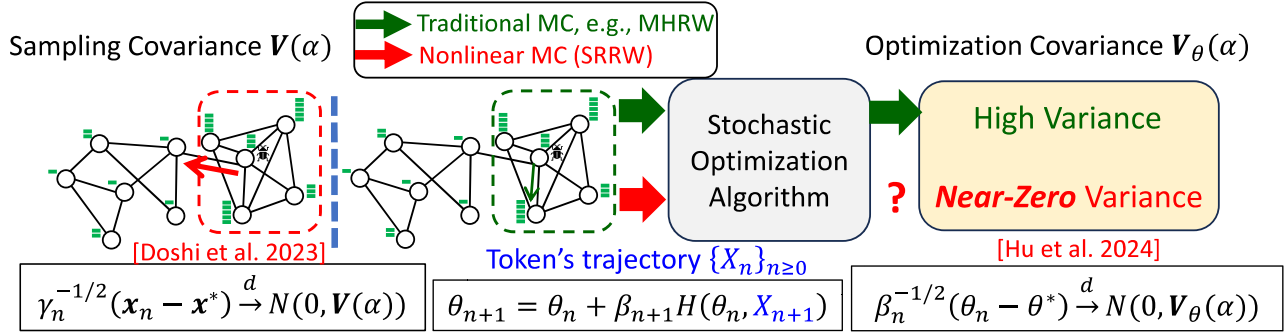 Traditional MC, e.g., MHRW
Nonlinear MC (SRRW)
Sampling Covariance V(α)
Optimization Covariance V_θ(α)
Stochastic
Optimization
Algorithm
High Variance
?
Near-Zero Variance
[Doshi et al. 2023]
Token's trajectory {X_n}_{n≥0}
[Hu et al. 2024]
γ_n^{-1/2}(x_n − x^*) →^d N(0, V(α))
θ_{n+1} = θ_n + β_{n+1}H(θ_n, X_{n+1})
β_n^{-1/2}(θ_n − θ^*) →^d N(0, V_θ(α))